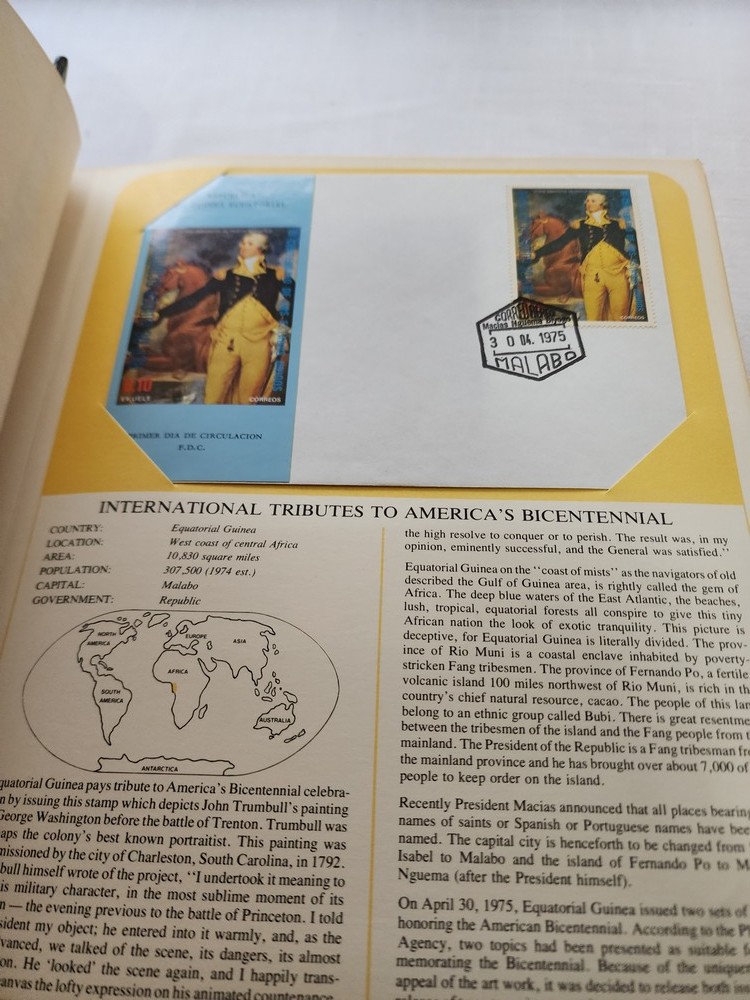 PRIMER DIA DE CIRCULACION
F.D.C.
EKUELE
CORREOS
CORREOS
CORREO AEREO
Macias Nguema Biyogo
3 0 04. 1975
MALABO
INTERNATIONAL TRIBUTES TO AMERICA'S BICENTENNIAL
COUNTRY: Equatorial Guinea
LOCATION: West coast of central Africa
AREA: 10,830 square miles
POPULATION: 307,500 (1974 est.)
CAPITAL: Malabo
GOVERNMENT: Republic
NORTH
AMERICA
EUROPE
ASIA
AFRICA
SOUTH
AMERICA
AUSTRALIA
ANTARCTICA
quatorial Guinea pays tribute to America's Bicentennial celebra-
n by issuing this stamp which depicts John Trumbull's painting
George Washington before the battle of Trenton. Trumbull was
aps the colony's best known portraitist. This painting was
missioned by the city of Charleston, South Carolina, in 1792.
bull himself wrote of the project, "I undertook it meaning to
is military character, in the most sublime moment of its
n — the evening previous to the battle of Princeton. I told
sident my object; he entered into it warmly, and, as the
vanced, we talked of the scene, its dangers, its almost
on. He 'looked' the scene again, and I happily trans-
anvas the lofty expression on his animated countenance,
the high resolve to conquer or to perish. The result was, in my
opinion, eminently successful, and the General was satisfied."
Equatorial Guinea on the "coast of mists" as the navigators of old
described the Gulf of Guinea area, is rightly called the gem of
Africa. The deep blue waters of the East Atlantic, the beaches,
lush, tropical, equatorial forests all conspire to give this tiny
African nation the look of exotic tranquility. This picture is
deceptive, for Equatorial Guinea is literally divided. The prov-
ince of Rio Muni is a coastal enclave inhabited by poverty-
stricken Fang tribesmen. The province of Fernando Po, a fertile
volcanic island 100 miles northwest of Rio Muni, is rich in th
country's chief natural resource, cacao. The people of this lan
belong to an ethnic group called Bubi. There is great resentme
between the tribesmen of the island and the Fang people from t
mainland. The President of the Republic is a Fang tribesman fr
the mainland province and he has brought over about 7,000 of
people to keep order on the island.
Recently President Macias announced that all places bearing
names of saints or Spanish or Portuguese names have bee
named. The capital city is henceforth to be changed from
Isabel to Malabo and the island of Fernando Po to M
Nguema (after the President himself).
On April 30, 1975, Equatorial Guinea issued two sets of
honoring the American Bicentennial. According to the Ph
Agency, two topics had been presented as suitable f
memorating the Bicentennial. Because of the unique
appeal of the art work, it was decided to release both iss